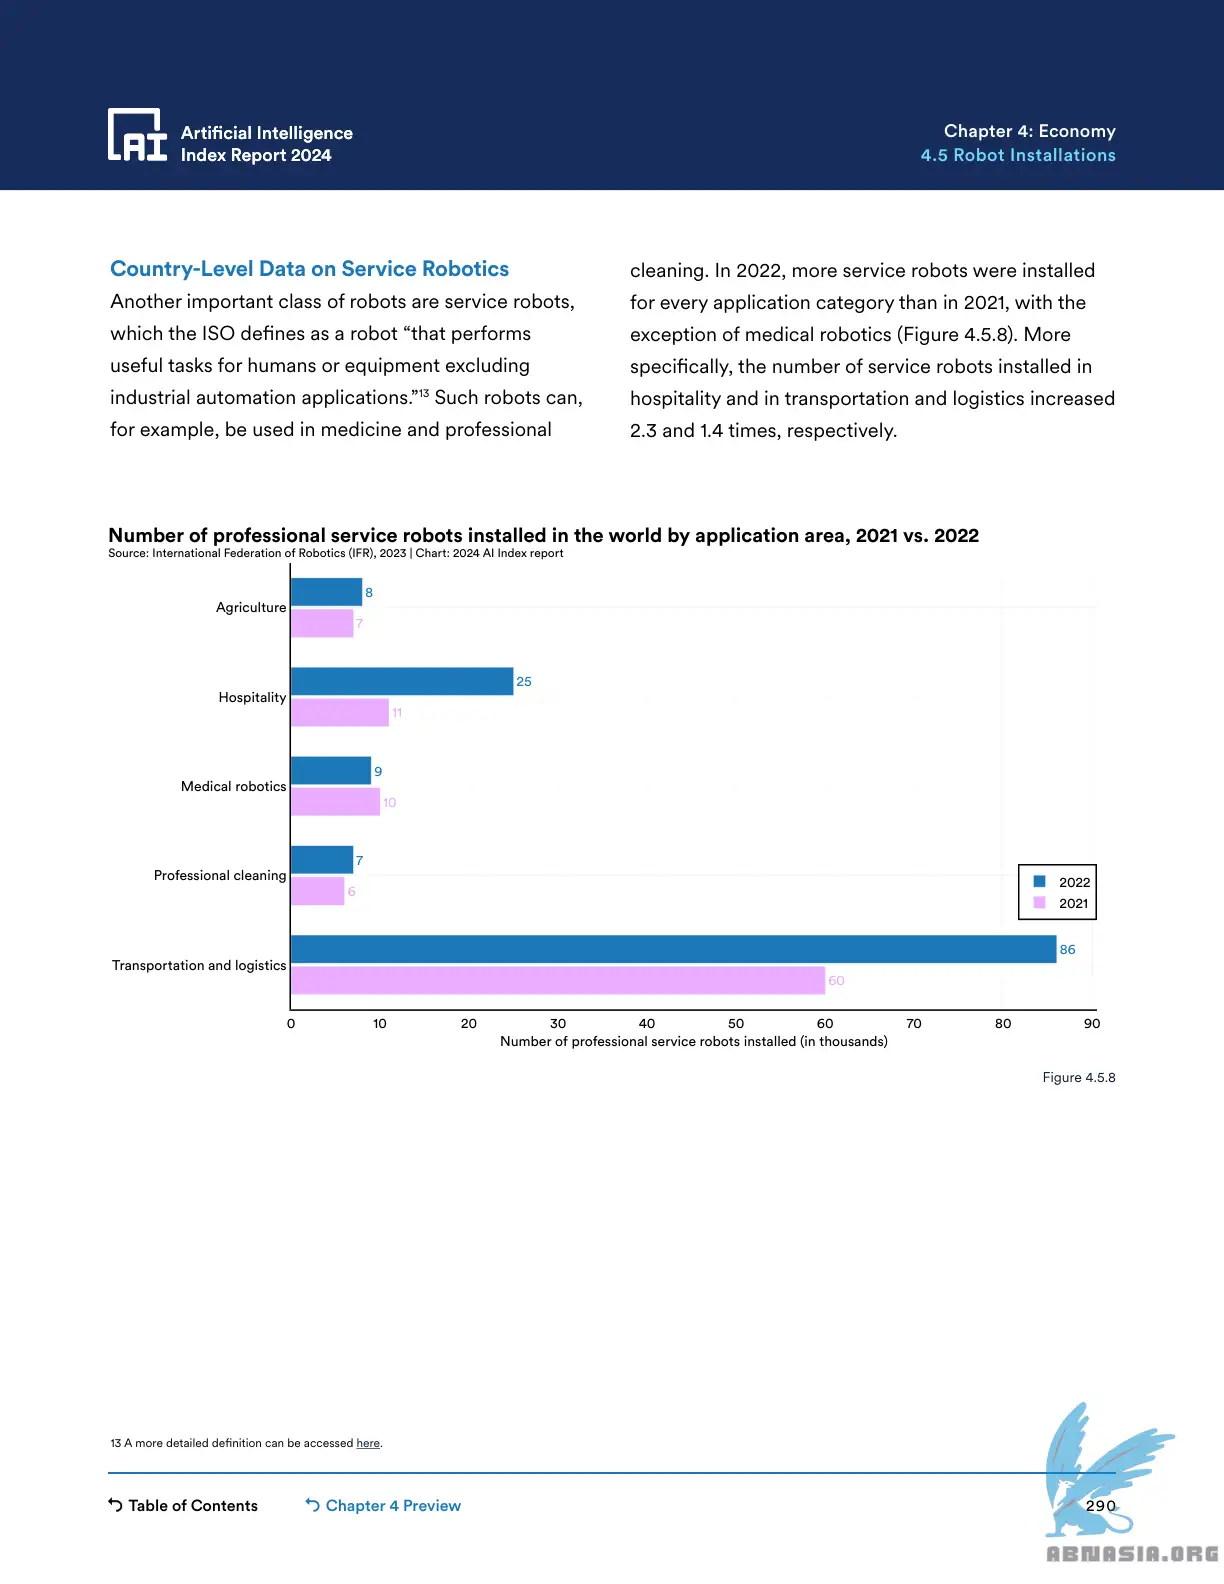 AI
Artificial Intelligence
Index Report 2024
Chapter 4: Economy
4.5 Robot Installations
Country-Level Data on Service Robotics
Another important class of robots are service robots,
which the ISO defines as a robot “that performs
useful tasks for humans or equipment excluding
industrial automation applications.”13 Such robots can,
for example, be used in medicine and professional
cleaning. In 2022, more service robots were installed
for every application category than in 2021, with the
exception of medical robotics (Figure 4.5.8). More
specifically, the number of service robots installed in
hospitality and in transportation and logistics increased
2.3 and 1.4 times, respectively.
Number of professional service robots installed in the world by application area, 2021 vs. 2022
Source: International Federation of Robotics (IFR), 2023 | Chart: 2024 AI Index report
Agriculture
8
7
Hospitality
25
11
Medical robotics
9
10
Professional cleaning
7
6
Transportation and logistics
86
60
2022
2021
0 10 20 30 40 50 60 70 80 90
Number of professional service robots installed (in thousands)
Figure 4.5.8
13 A more detailed definition can be accessed here.
Table of Contents
Chapter 4 Preview
290
ABNASIA.ORG